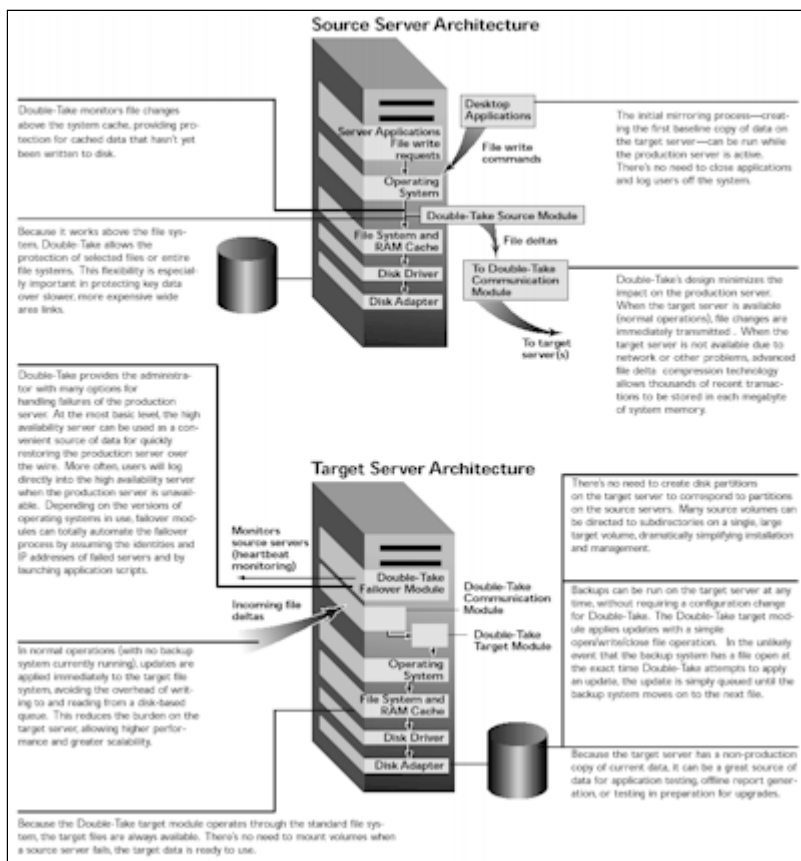 Source Server Architecture
Double-Take monitors file changes
above the system cache, providing pro-
tection for cached data that hasn't yet
been written to disk.
Server Applications
File write
requests
Desktop
Applications
File write
commands
The initial mirroring process—creat-
ing the first baseline copy of data on
the target server—can be run while
the production server is active.
There's no need to close applications
and log users off the system.
Operating
System
Double-Take Source Module
Because it works above the file sys-
tem, Double-Take allows the
protection of selected files or entire
file systems. This flexibility is especial-
ly important in protecting key data
over slower, more expensive wide
area links.
File System and
RAM Cache
File deltas
Disk Driver
To Double-Take
Communication
Module
Disk Adapter
To target
server(s)
Double-Take's design minimizes the
impact on the production server.
When the target server is available
(normal operations), file changes are
immediately transmitted . When the
target server is not available due to
network or other problems, advanced
file delta compression technology
allows thousands of recent transac-
tions to be stored in each megabyte
of system memory.
Double-Take provides the administra-
tor with many options for
handling failures of the production
server. At the most basic level, the high
availability server can be used as a con-
venient source of data for quickly
restoring the production server over
the wire. More often, users will log
directly into the high availability server
when the production server is unavail-
able. Depending on the versions of
operating systems in use, failover mod-
ules can totally automate the failover
process by assuming the identities and
IP addresses of failed servers and by
launching application scripts.
Target Server Architecture
There's no need to create disk partitions
on the target server to correspond to partitions
on the source servers. Many source volumes can
be directed to subdirectories on a single, large
target volume, dramatically simplifying installation
and management.
Monitors
source servers
(heartbeat
monitoring)
Double-Take
Failover Module
Incoming file
deltas
Double-Take
Communication
Module
Double-Take
Target Module
Backups can be run on the target server at any
time, without requiring a configuration change
for Double-Take. The Double-Take target mod-
ule applies updates with a simple
open/write/close file operation. In the unlikely
event that the backup system has a file open at
the exact time Double-Take attempts to apply
an update, the update is simply queued until the
backup system moves on to the next file.
In normal operations (with no backup
system currently running), updates are
applied immediately to the target file
system, avoiding the overhead of writ-
ing to and reading from a disk-based
queue. This reduces the burden on the
target server, allowing higher perfor-
mance and greater scalability.
Operating
System
File System and
RAM Cache
Disk Driver
Disk Adapter
Because the target server has a non-production
copy of current data, it can be a great source of
data for application testing, offline report gener-
ation, or testing in preparation for upgrades.
Because the Double-Take target module operates through the standard file sys-
tem, the target files are always available. There's no need to mount volumes when
a source server fails, the target data is ready to use.